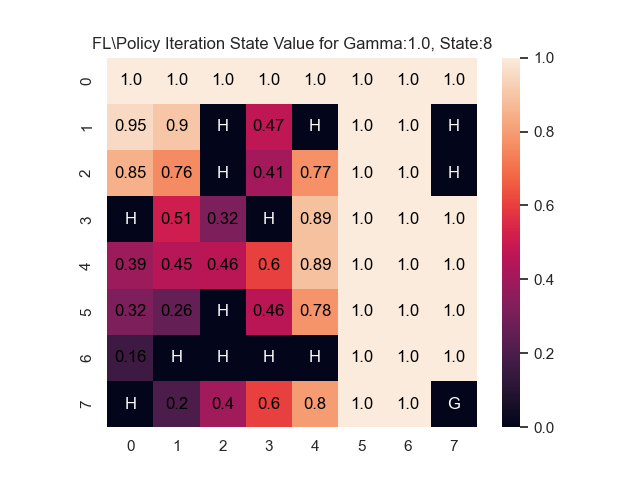 FL\Policy Iteration State Value for Gamma:1.0, State:8
0 1.0 1.0 1.0 1.0 1.0 1.0 1.0 1.0
1 0.95 0.9 H 0.47 H 1.0 1.0 H
2 0.85 0.76 H 0.41 0.77 1.0 1.0 H
3 H 0.51 0.32 H 0.89 1.0 1.0 1.0
4 0.39 0.45 0.46 0.6 0.89 1.0 1.0 1.0
5 0.32 0.26 H 0.46 0.78 1.0 1.0 1.0
6 0.16 H H H H 1.0 1.0 1.0
7 H 0.2 0.4 0.6 0.8 1.0 1.0 G
0 1 2 3 4 5 6 7
1.0
0.8
0.6
0.4
0.2
0.0